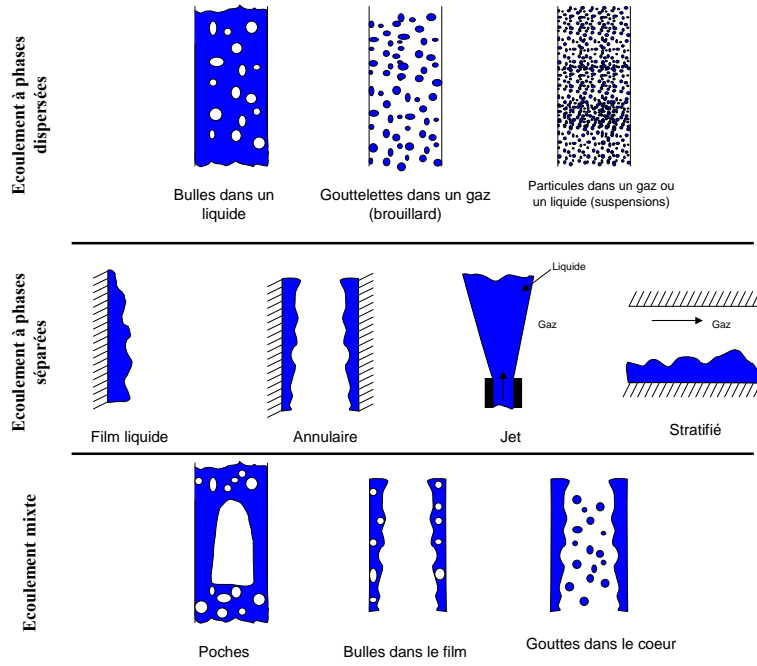 Ecoulement à phases
dispersées
Bulles dans un
liquide
Gouttelettes dans un gaz
(brouillard)
Particules dans un gaz ou
un liquide (suspensions)
Ecoulement à phases
séparées
Liquide
Gaz
Gaz
Film liquide
Annulaire
Jet
Stratifié
Ecoulement mixte
Poches
Bulles dans le film
Gouttes dans le coeur